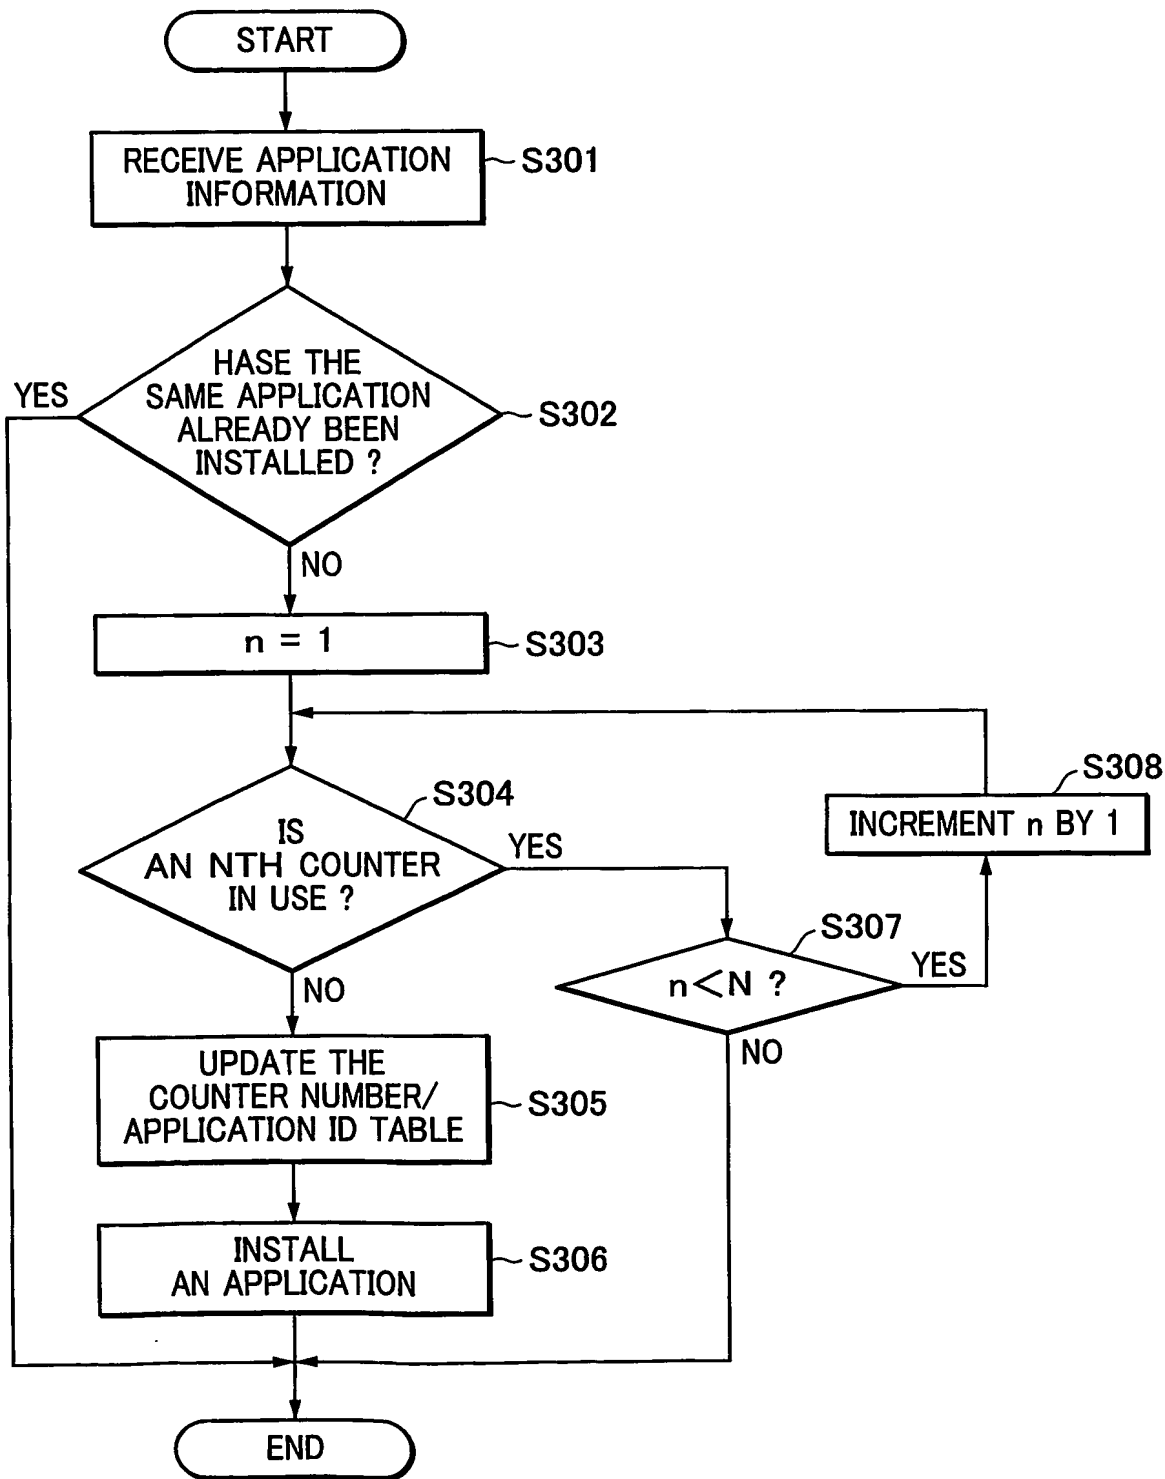 START
RECEIVE APPLICATION
INFORMATION
S301
HASE THE
SAME APPLICATION
ALREADY BEEN
INSTALLED ?
YES
S302
NO
n = 1
S303
S304
IS
AN NTH COUNTER
IN USE ?
YES
S308
INCREMENT n BY 1
S307
n<N ?
YES
NO
NO
UPDATE THE
COUNTER NUMBER/
APPLICATION ID TABLE
S305
INSTALL
AN APPLICATION
S306
END